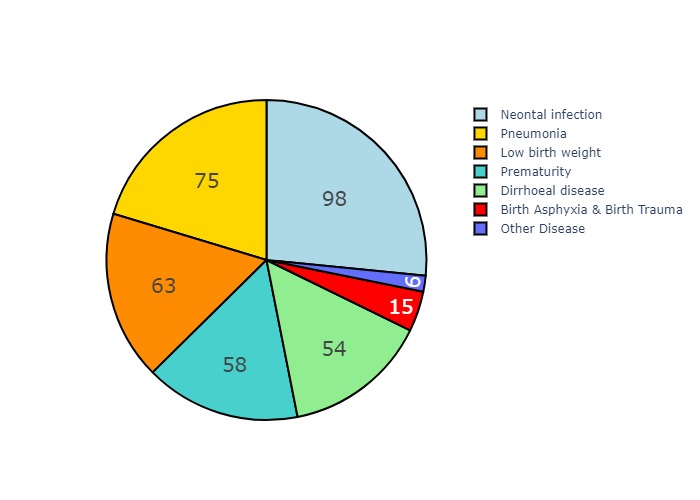 98
75
63
58
54
15
6
Neontal infection
Pneumonia
Low birth weight
Prematurity
Dirrhoeal disease
Birth Asphyxia & Birth Trauma
Other Disease